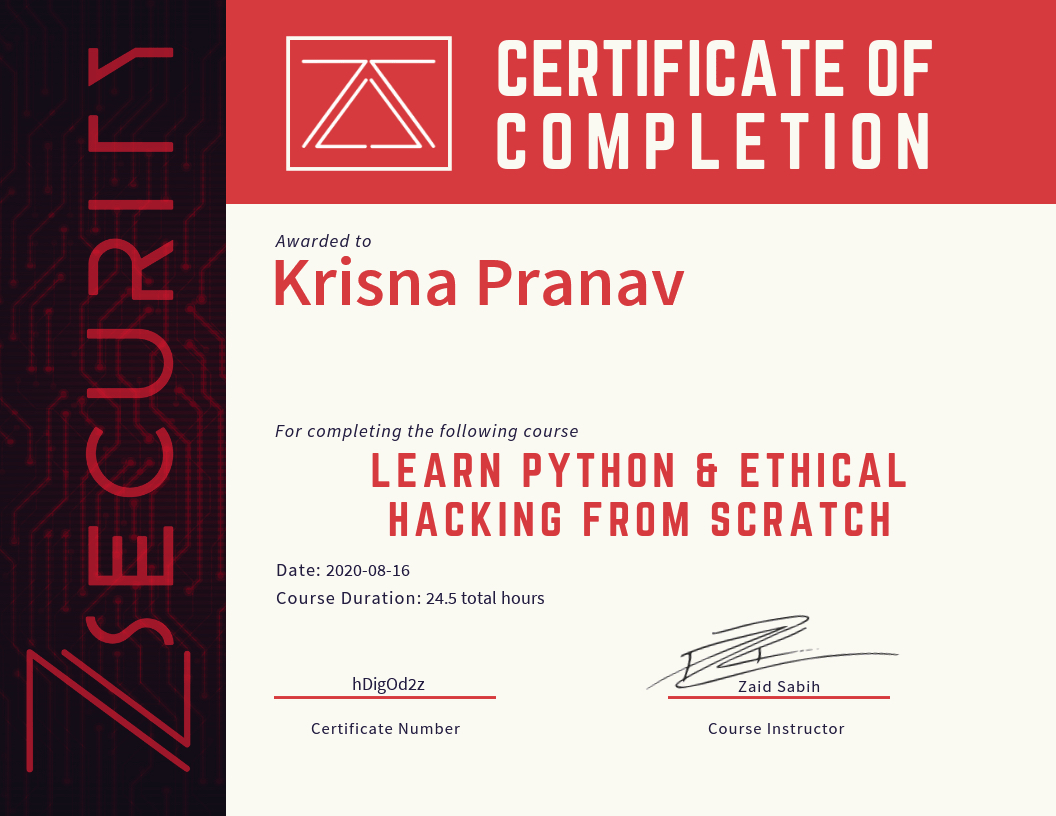 ZSECURITY
CERTIFICATE OF
COMPLETION
Awarded to
Krisna Pranav
For completing the following course
LEARN PYTHON & ETHICAL
HACKING FROM SCRATCH
Date: 2020-08-16
Course Duration: 24.5 total hours
hDigOd2z
Certificate Number
Zaid Sabih
Course Instructor